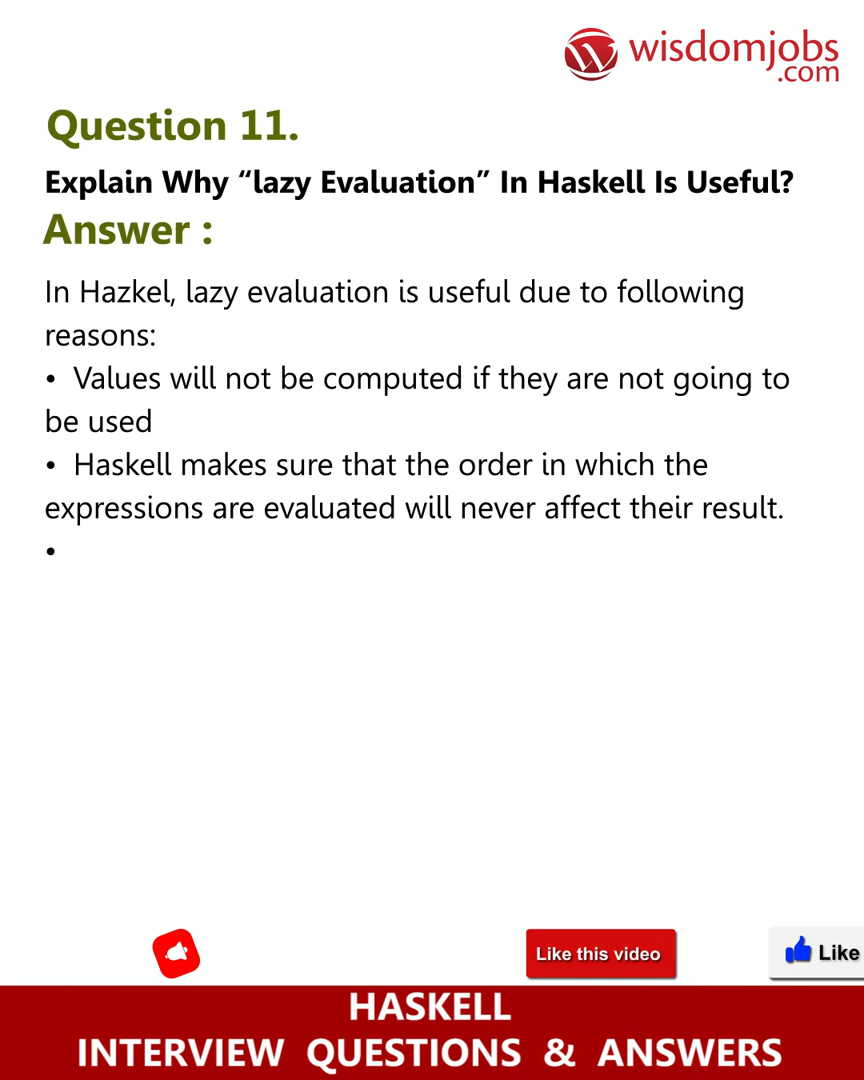 wisdomjobs
.com
Question 11.
Explain Why “lazy Evaluation” In Haskell Is Useful?
Answer :
In Hazkel, lazy evaluation is useful due to following
reasons:
• Values will not be computed if they are not going to
be used
• Haskell makes sure that the order in which the
expressions are evaluated will never affect their result.
•
Like this video
Like
HASKELL
INTERVIEW QUESTIONS & ANSWERS